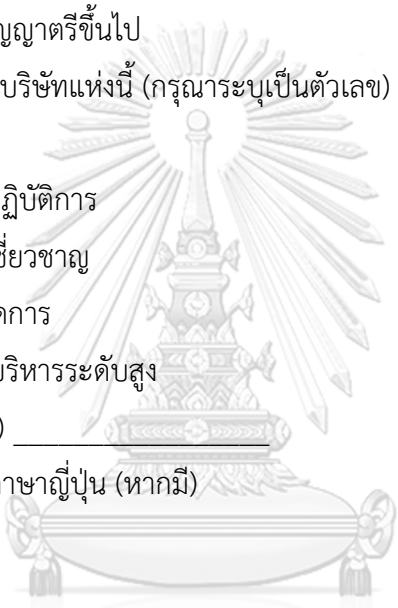 ญญาตรีขึ้นไป
บริษัทแห่งนี้ (กรุณาระบุเป็นตัวเลข)
ฏิบัติการ
ชี่ยวชาญ
ดการ
บริหารระดับสูง
) ____________________
าษาญี่ปุ่น (หากมี)